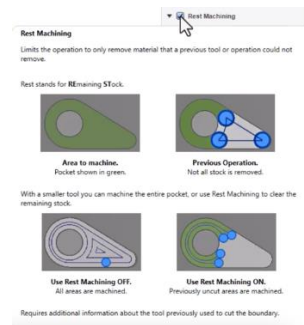 Rest Machining
Rest Machining
Limits the operation to only remove material that a previous tool or operation could not
remove.
Rest stands for REmaining STock.
Area to machine.
Pocket shown in green.
Previous Operation.
Not all stock is removed.
With a smaller tool you can machine the entire pocket, or use Rest Machining to clear the
remaining stock.
Use Rest Machining OFF.
All areas are machined.
Use Rest Machining ON.
Previously uncut areas are machined.
Requires additional information about the tool previously used to cut the boundary.